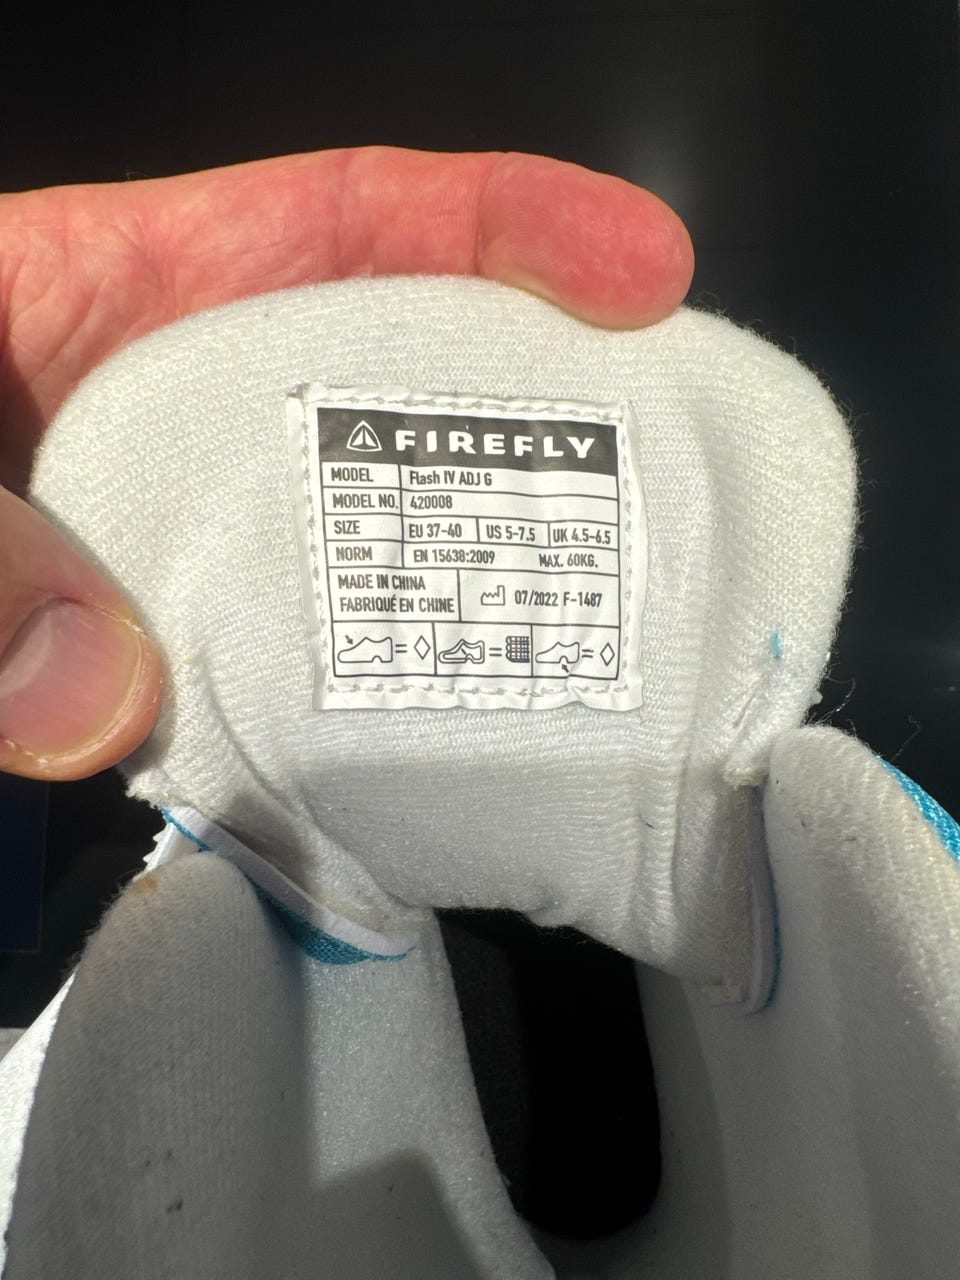 FIREFLY
MODEL Flash IV ADJ G
MODEL NO. 420008
SIZE EU 37-40 US 5-7.5 UK 4.5-6.5
NORM EN 15638:2009 MAX. 60KG.
MADE IN CHINA
FABRIQUÉ EN CHINE
07/2022 F-1487
= = =